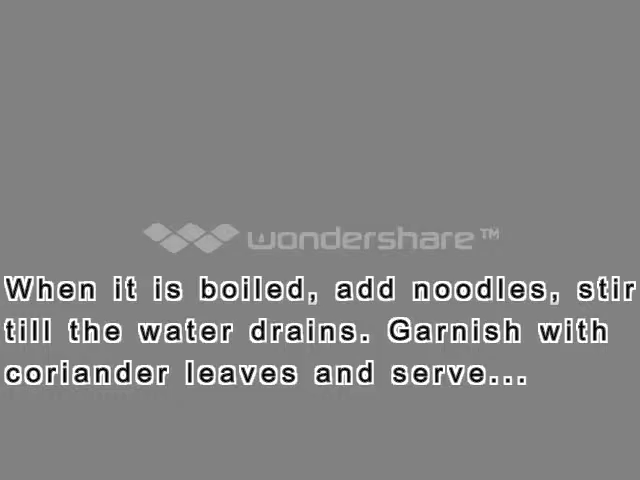 wondershare™
When it is boiled, add noodles, stir
till the water drains. Garnish with
coriander leaves and serve...